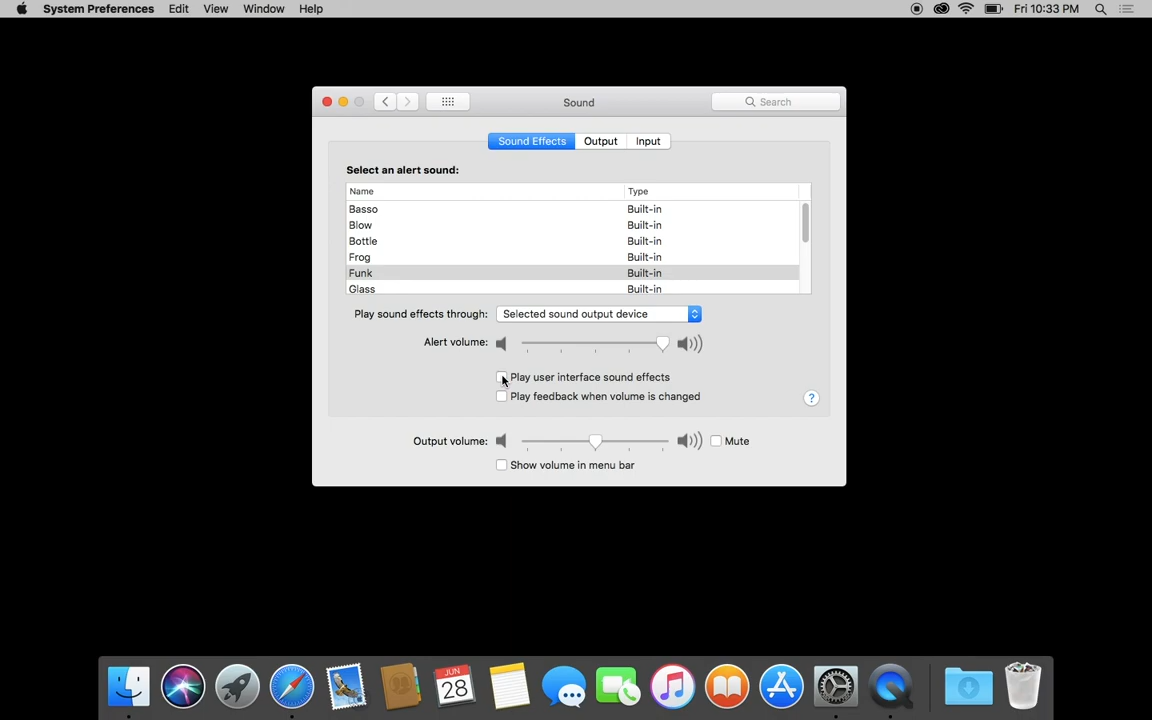 System Preferences Edit View Window Help Fri 10:33 PM
Sound Search
Sound Effects Output Input
Select an alert sound:
Name Type
Basso Built-in
Blow Built-in
Bottle Built-in
Frog Built-in
Funk Built-in
Glass Built-in
Play sound effects through: Selected sound output device
Alert volume:
Play user interface sound effects
Play feedback when volume is changed ?
Output volume: Mute
Show volume in menu bar
JUN
28